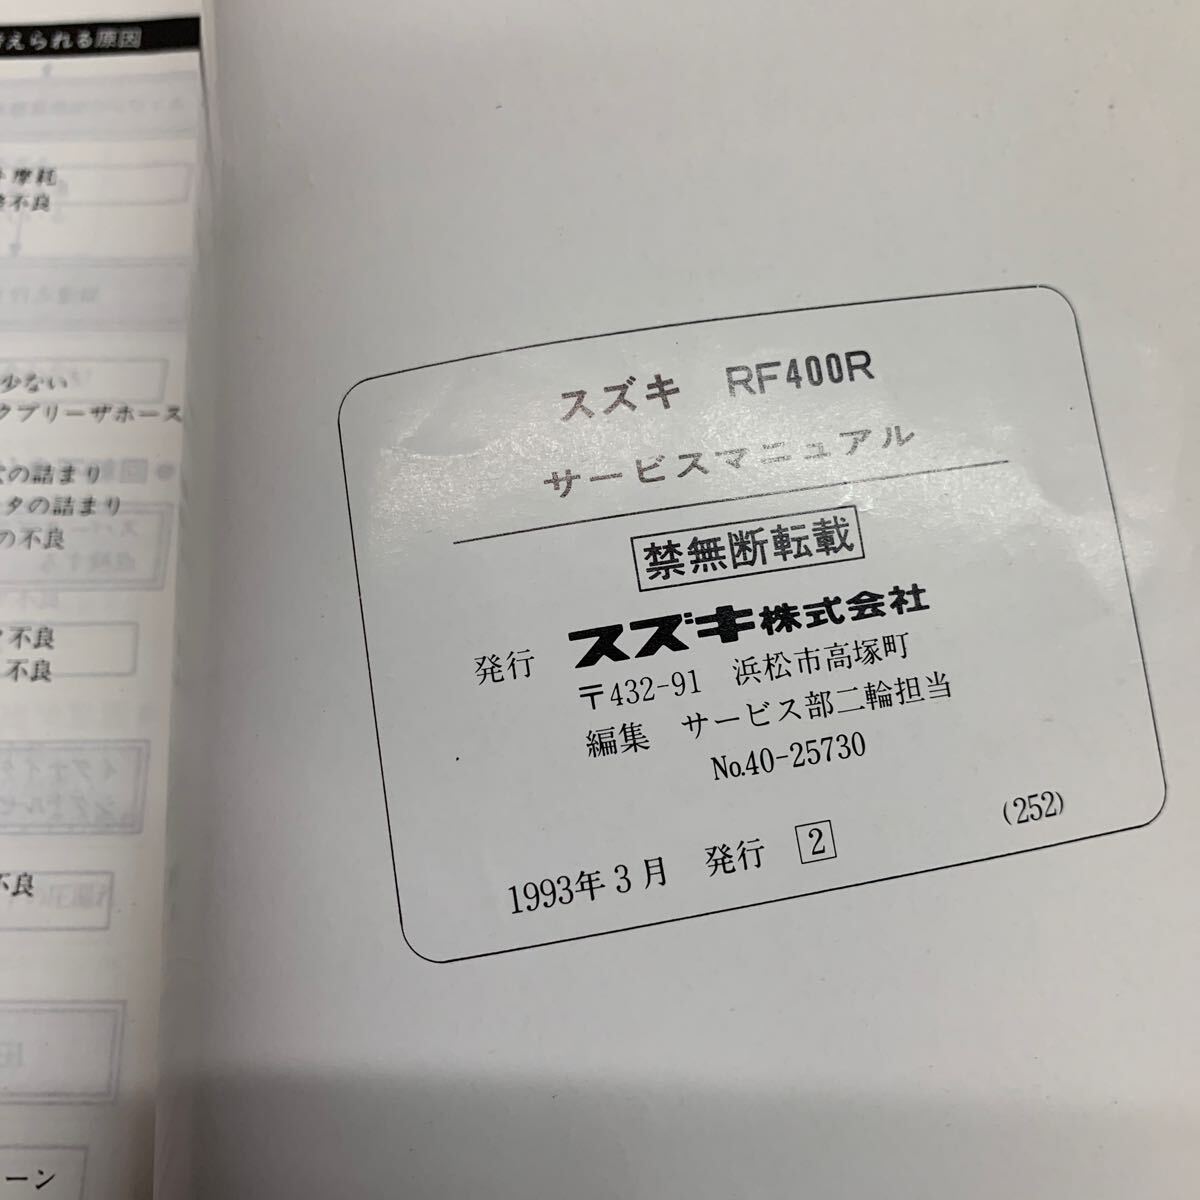 考えられる原因
摩耗
不良
少ない
クブリーザホース
の詰まり
タの詰まり
の不良
不良
不良
不良
ーン
スズキ RF400R
サービスマニュアル
禁無断転載
発行 スズキ株式会社
〒432-91 浜松市高塚町
編集 サービス部二輪担当
No.40-25730
(252)
1993年3月 発行 2